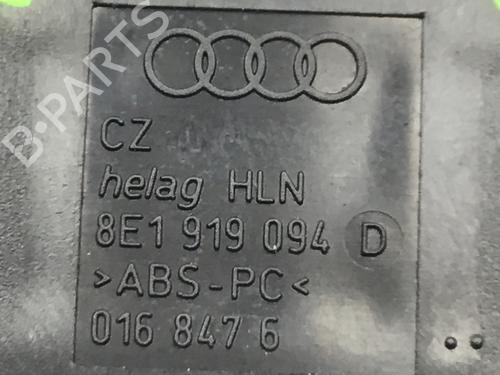 B-PARTS
CZ
helag HLN
8E1 919 094 D
>ABS-PC<
016 847 6